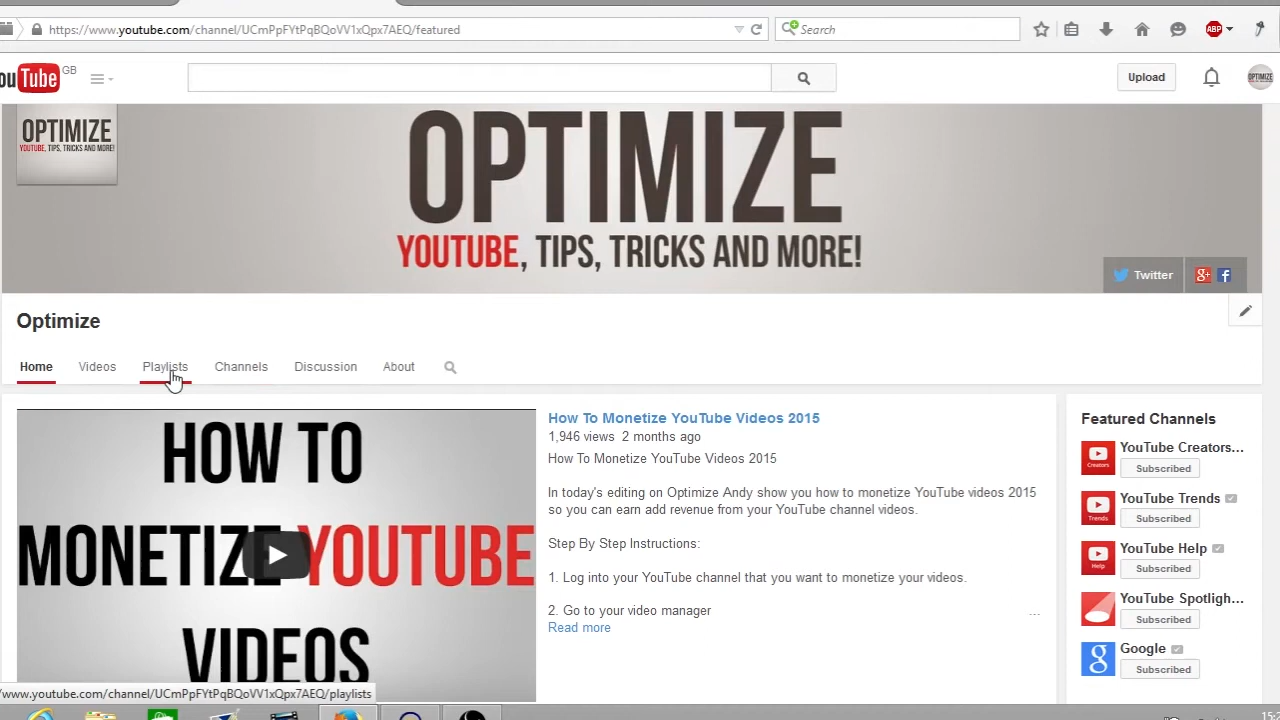 https://www.youtube.com/channel/UCmPpFYtPqBQoVV1xQpx7AEQ/featured
Search
ABP
ouTube GB
Upload
OPTIMIZE
OPTIMIZE
YOUTUBE, TIPS, TRICKS AND MORE!
OPTIMIZE
YOUTUBE, TIPS, TRICKS AND MORE!
Twitter
g+ f
Optimize
Home Videos Playlists Channels Discussion About
HOW TO
MONETIZE YOUTUBE
VIDEOS
How To Monetize YouTube Videos 2015
1,946 views 2 months ago
How To Monetize YouTube Videos 2015
In today's editing on Optimize Andy show you how to monetize YouTube videos 2015
so you can earn add revenue from your YouTube channel videos.
Step By Step Instructions:
1. Log into your YouTube channel that you want to monetize your videos.
2. Go to your video manager ...
Read more
Featured Channels
YouTube Creators...
Creators
Subscribed
YouTube Trends
Trends
Subscribed
YouTube Help
Help
Subscribed
YouTube Spotligh...
Subscribed
Google
g
Subscribed
/www.youtube.com/channel/UCmPpFYtPqBQoVV1xQpx7AEQ/playlists